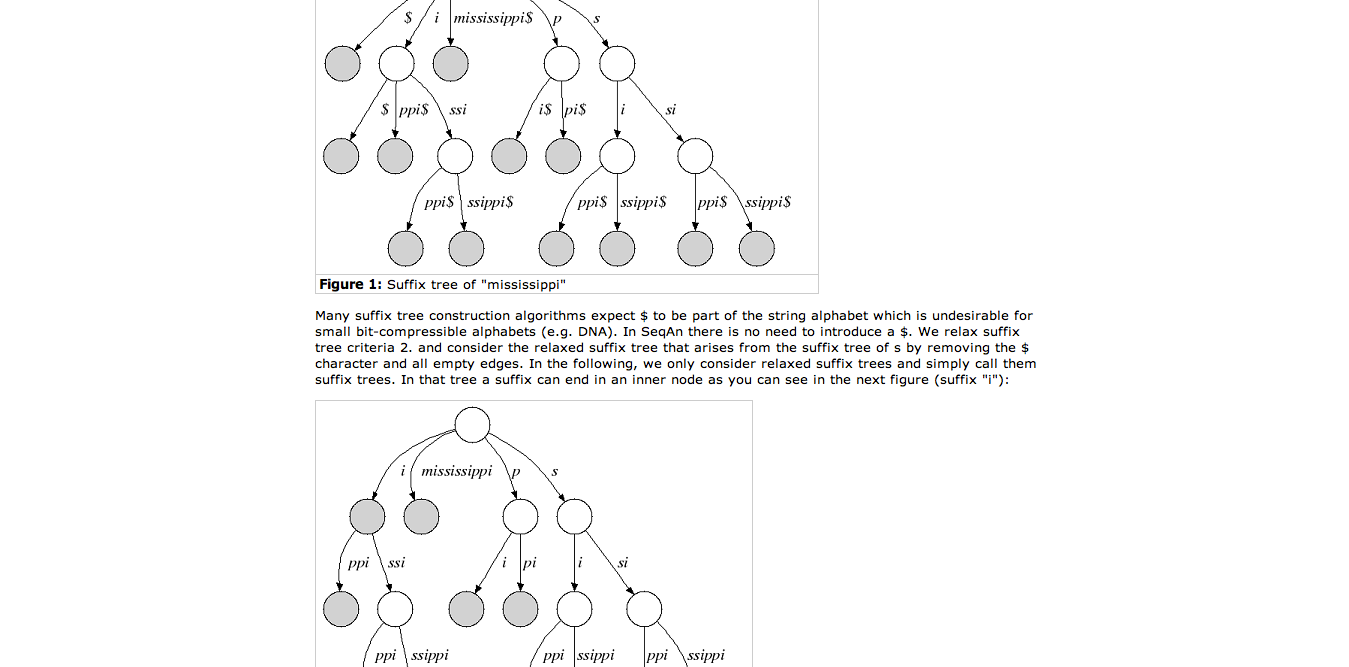 $ i mississippi$ p s
$ ppi$ ssi i$ pi$ i si
ppi$ ssippi$ ppi$ ssippi$ ppi$ ssippi$
Figure 1: Suffix tree of "mississippi"
Many suffix tree construction algorithms expect $ to be part of the string alphabet which is undesirable for
small bit-compressible alphabets (e.g. DNA). In SeqAn there is no need to introduce a $. We relax suffix
tree criteria 2. and consider the relaxed suffix tree that arises from the suffix tree of s by removing the $
character and all empty edges. In the following, we only consider relaxed suffix trees and simply call them
suffix trees. In that tree a suffix can end in an inner node as you can see in the next figure (suffix "i"):
i mississippi p s
ppi ssi i pi i si
ppi ssippi ppi ssippi ppi ssippi